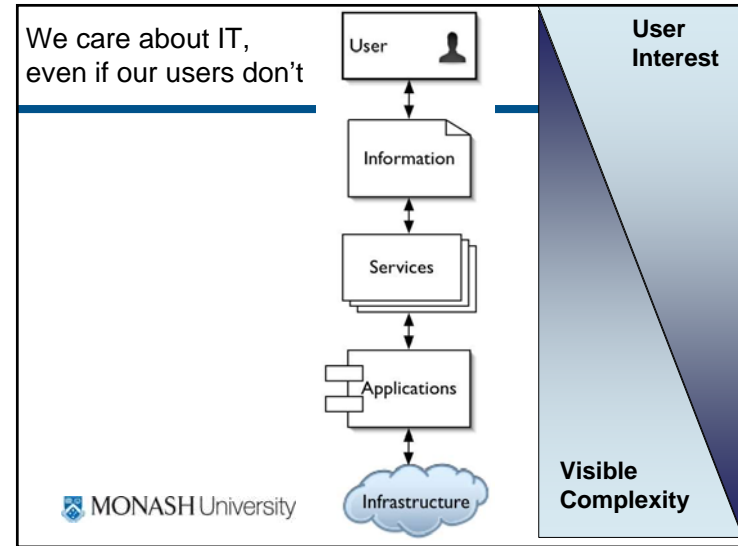 We care about IT,
even if our users don't
User
Information
Services
Applications
Infrastructure
User
Interest
Visible
Complexity
MONASH University